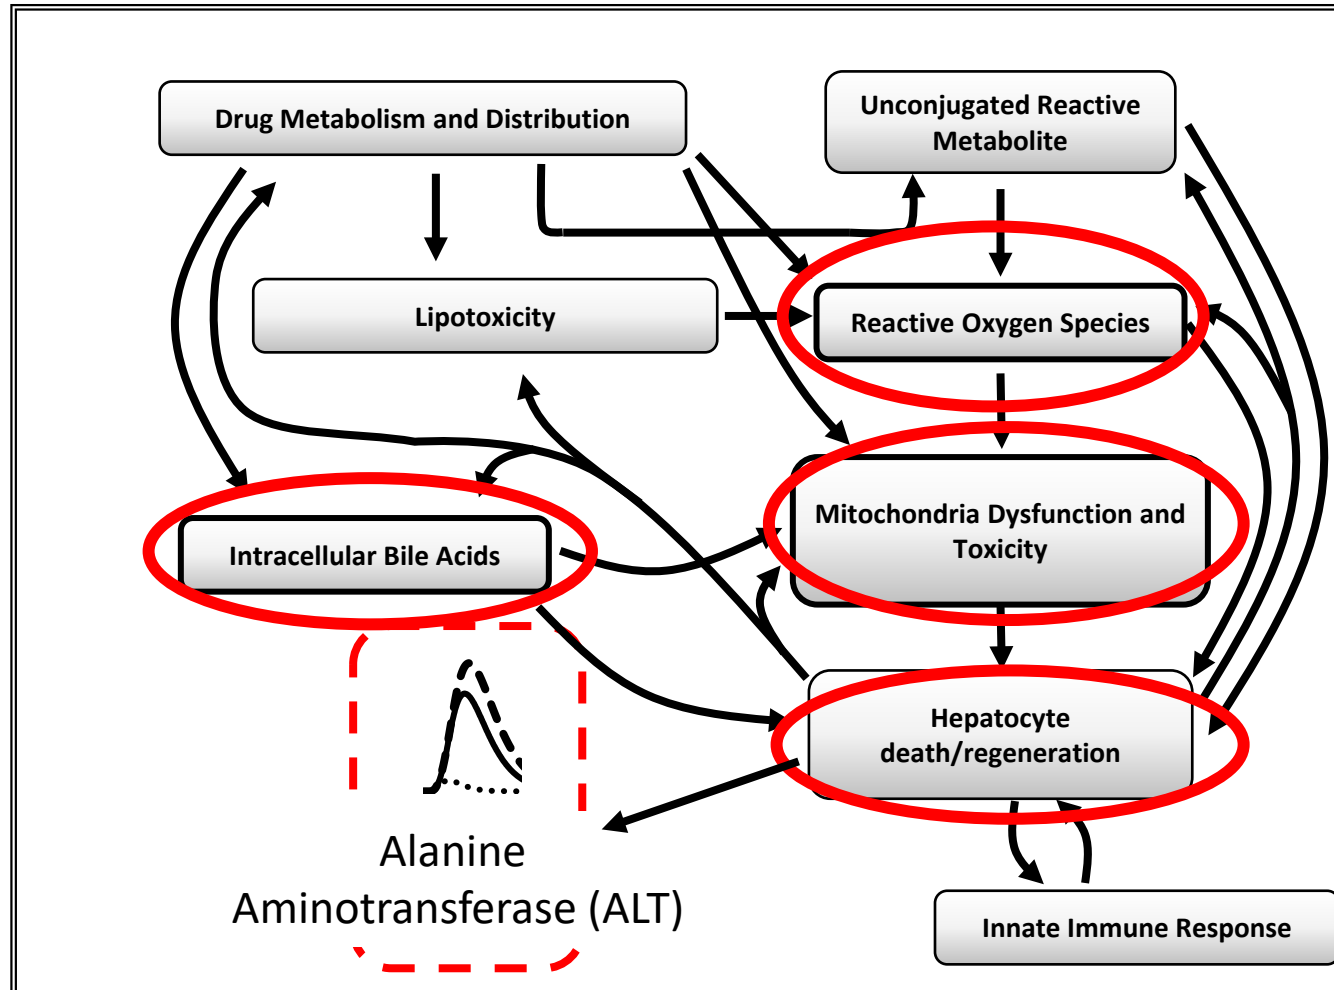 Drug Metabolism and Distribution
Unconjugated Reactive
Metabolite
Lipotoxicity
Reactive Oxygen Species
Mitochondria Dysfunction and
Toxicity
Intracellular Bile Acids
Hepatocyte
death/regeneration
Alanine
Aminotransferase (ALT)
Innate Immune Response